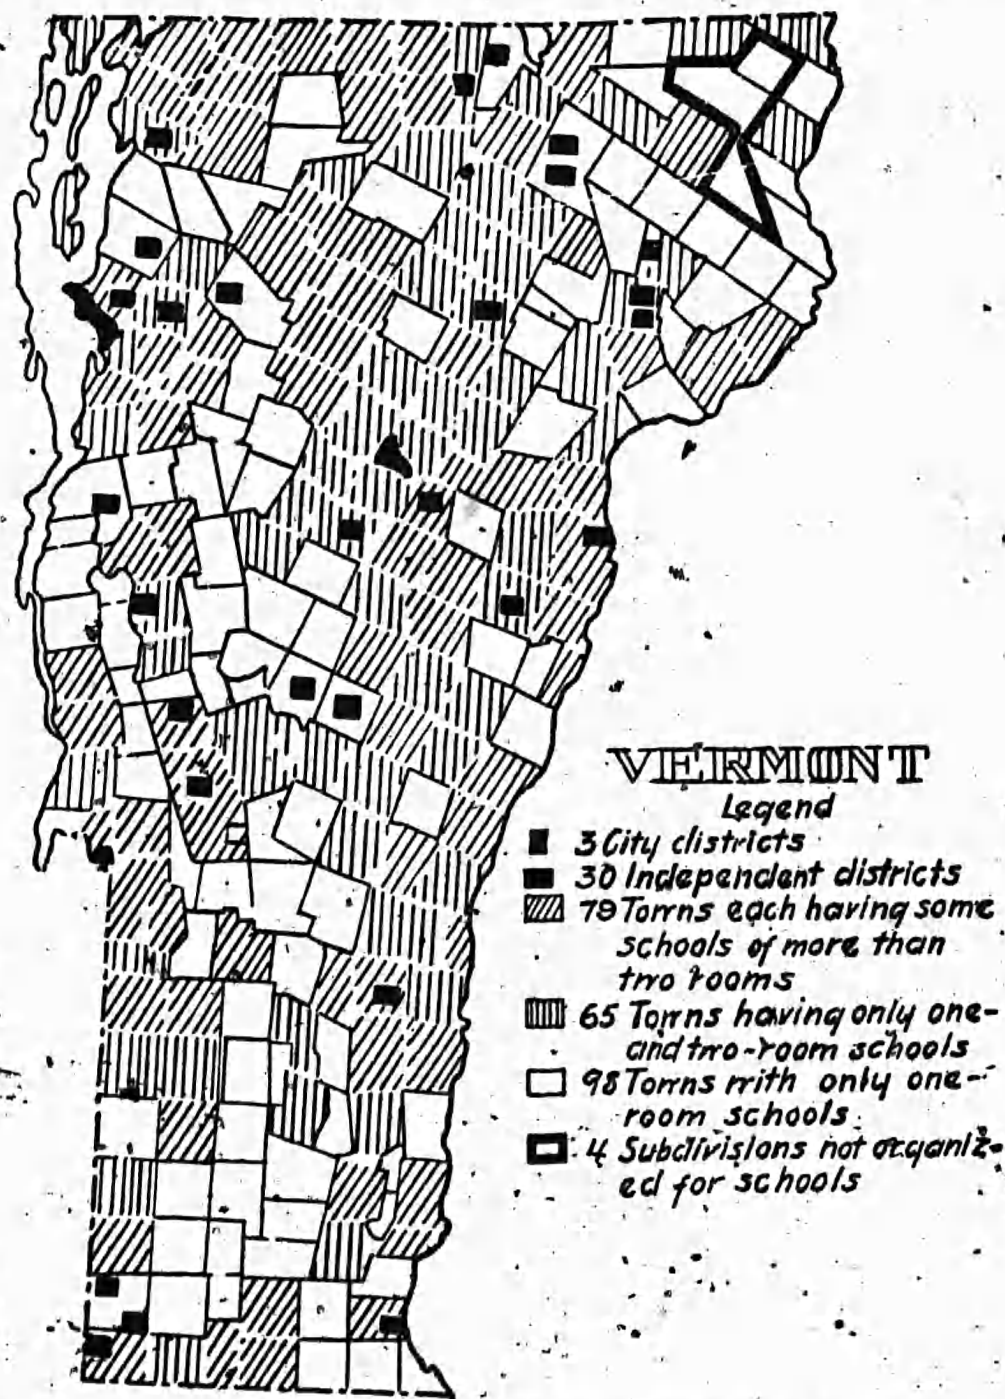 VERMONT
Legend
3 City districts
30 Independent districts
79 Towns each having some
schools of more than
two rooms
65 Towns having only one-
and two-room schools
98 Towns with only one-
room schools
4 Subdivisions not organiz-
ed for schools